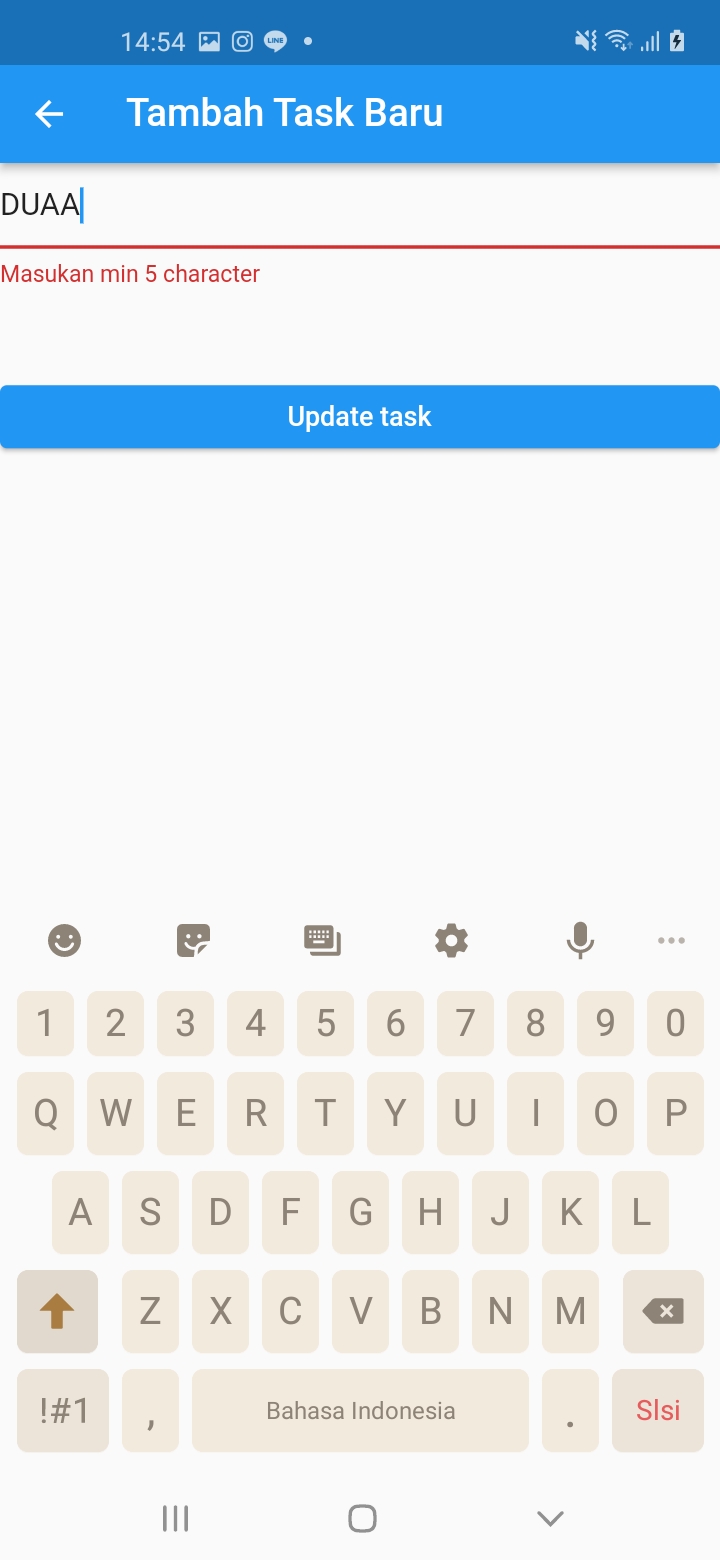 14:54 LINE
Tambah Task Baru
DUAA
Masukan min 5 character
Update task
1 2 3 4 5 6 7 8 9 0
Q W E R T Y U I O P
A S D F G H J K L
Z X C V B N M
!#1 , Bahasa Indonesia . Slsi